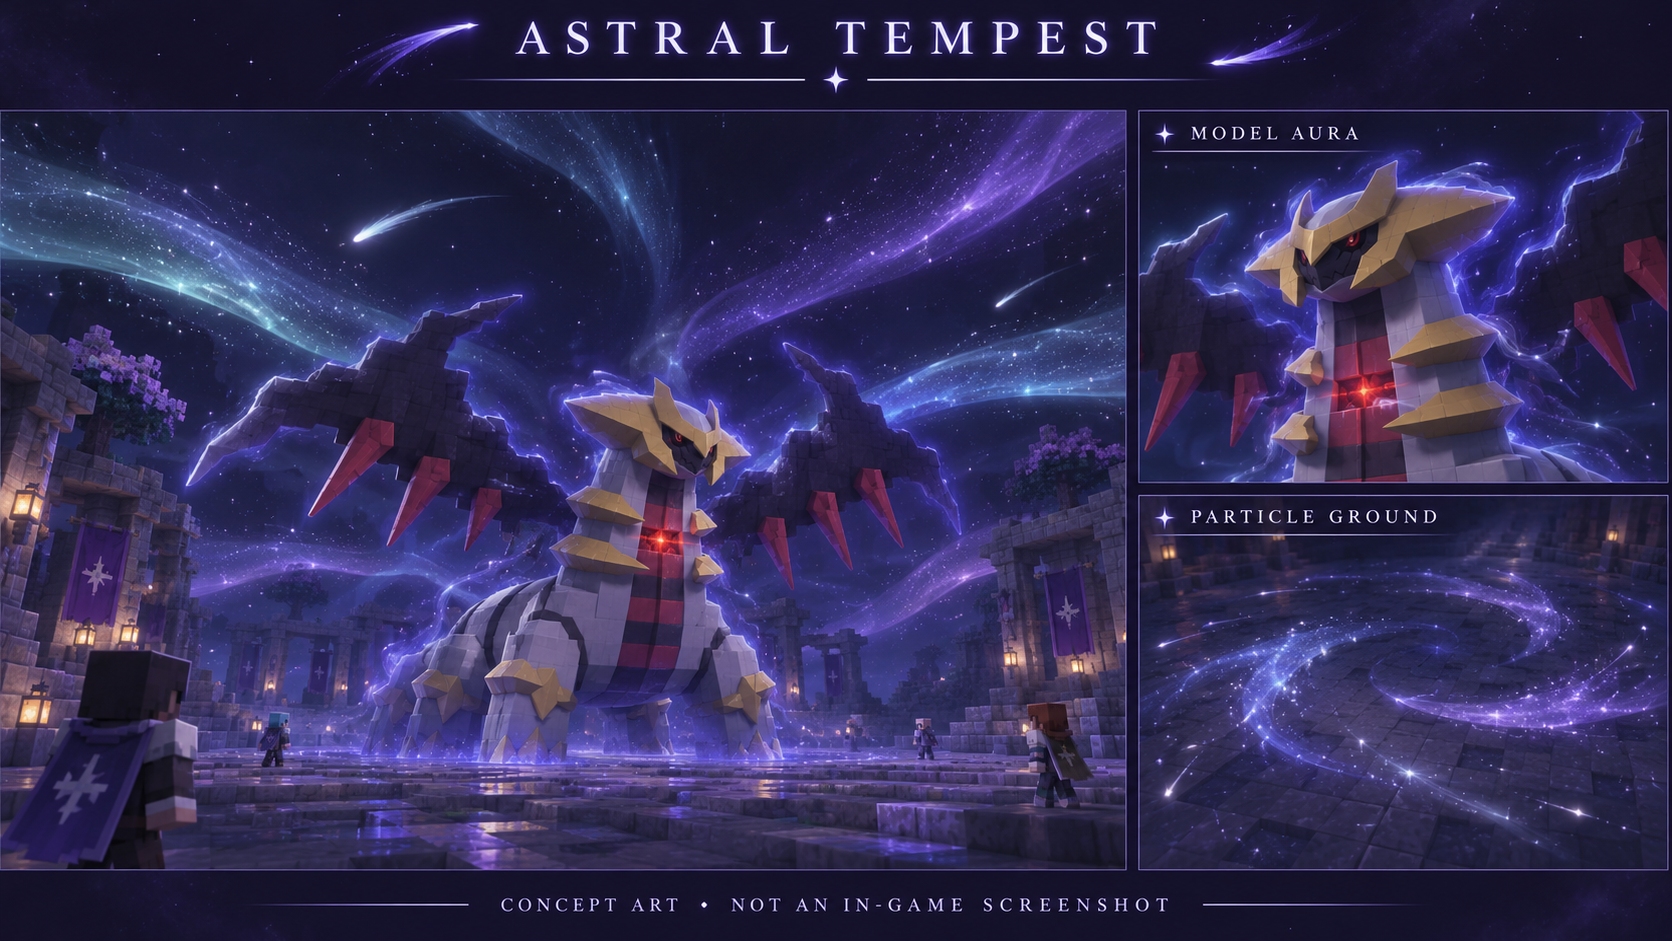 ASTRAL TEMPEST
MODEL AURA
PARTICLE GROUND
CONCEPT ART • NOT AN IN-GAME SCREENSHOT